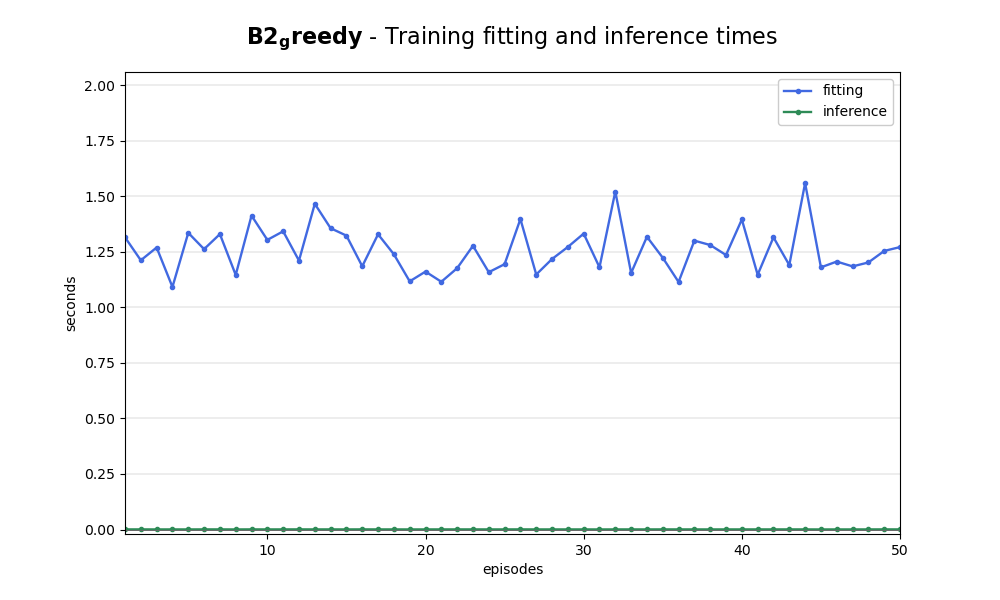 B2greedy - Training fitting and inference times
fitting
inference
2.00
1.75
1.50
1.25
1.00
0.75
0.50
0.25
0.00
seconds
10 20 30 40 50
episodes